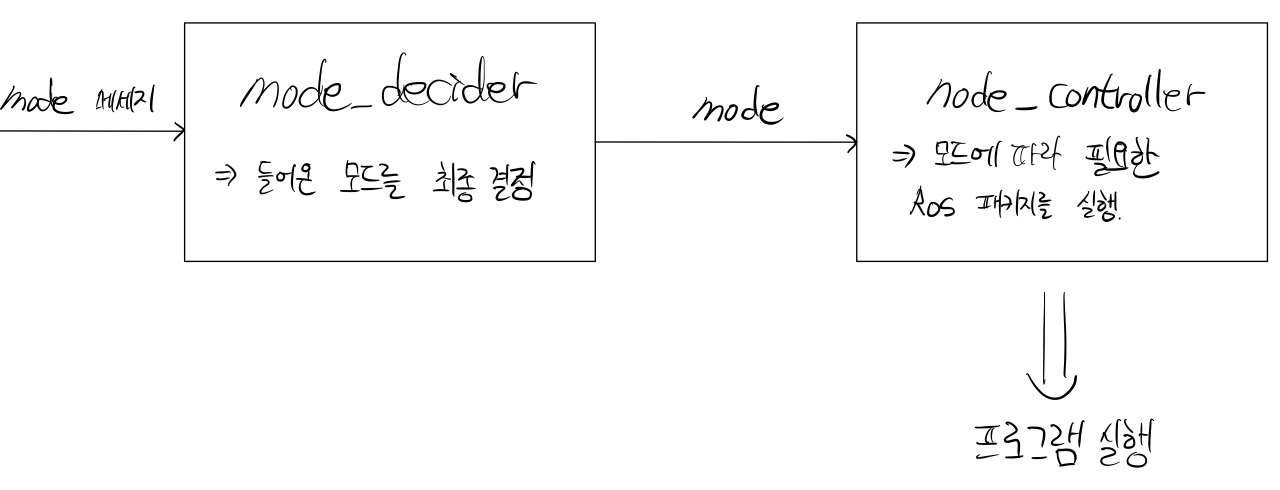 mode 메세지
mode_decider
⇒ 들어온 모드를 최종 결정
mode
node_controller
⇒ 모드에 따라 필요한
ROS 패키지를 실행.
프로그램 실행